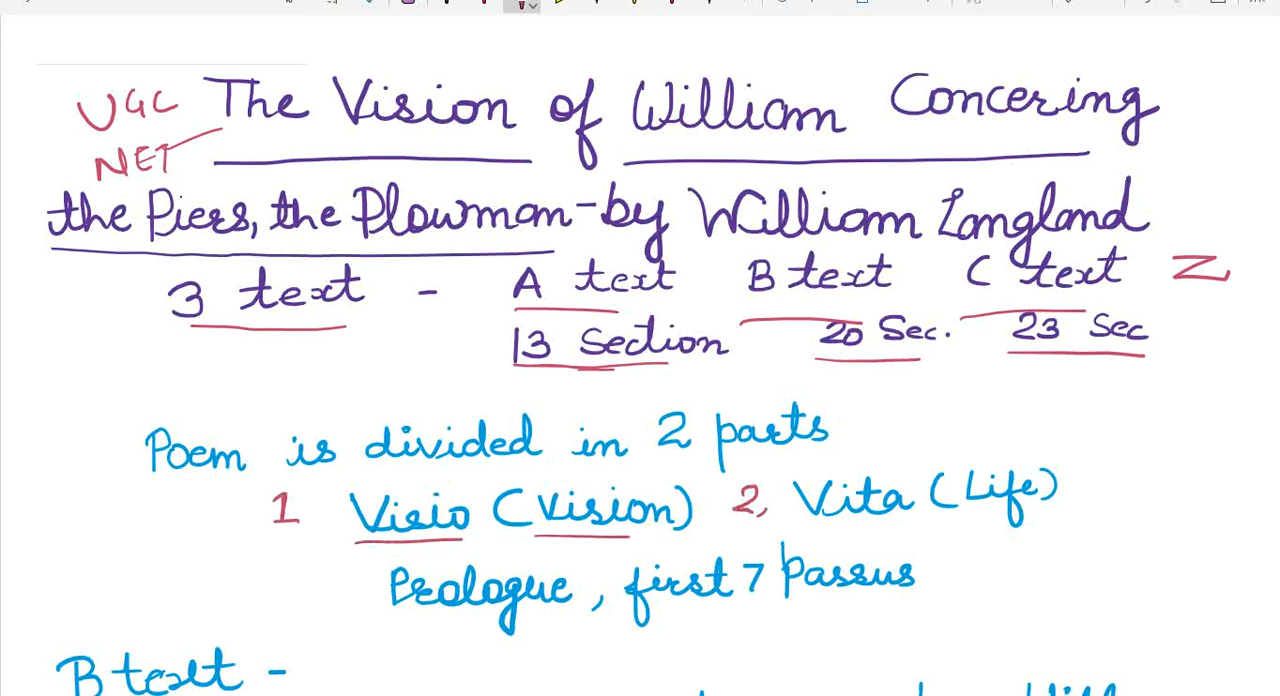 UGC The Vision of William Concering
NET
the Piers, the Plowman - by William Langland
3 text - A text B text C text
13 Section 20 Sec. 23 Sec
Poem is divided in 2 parts
1 Visio (Vision) 2, Vita (Life)
Prologue, first 7 Passus
B text -